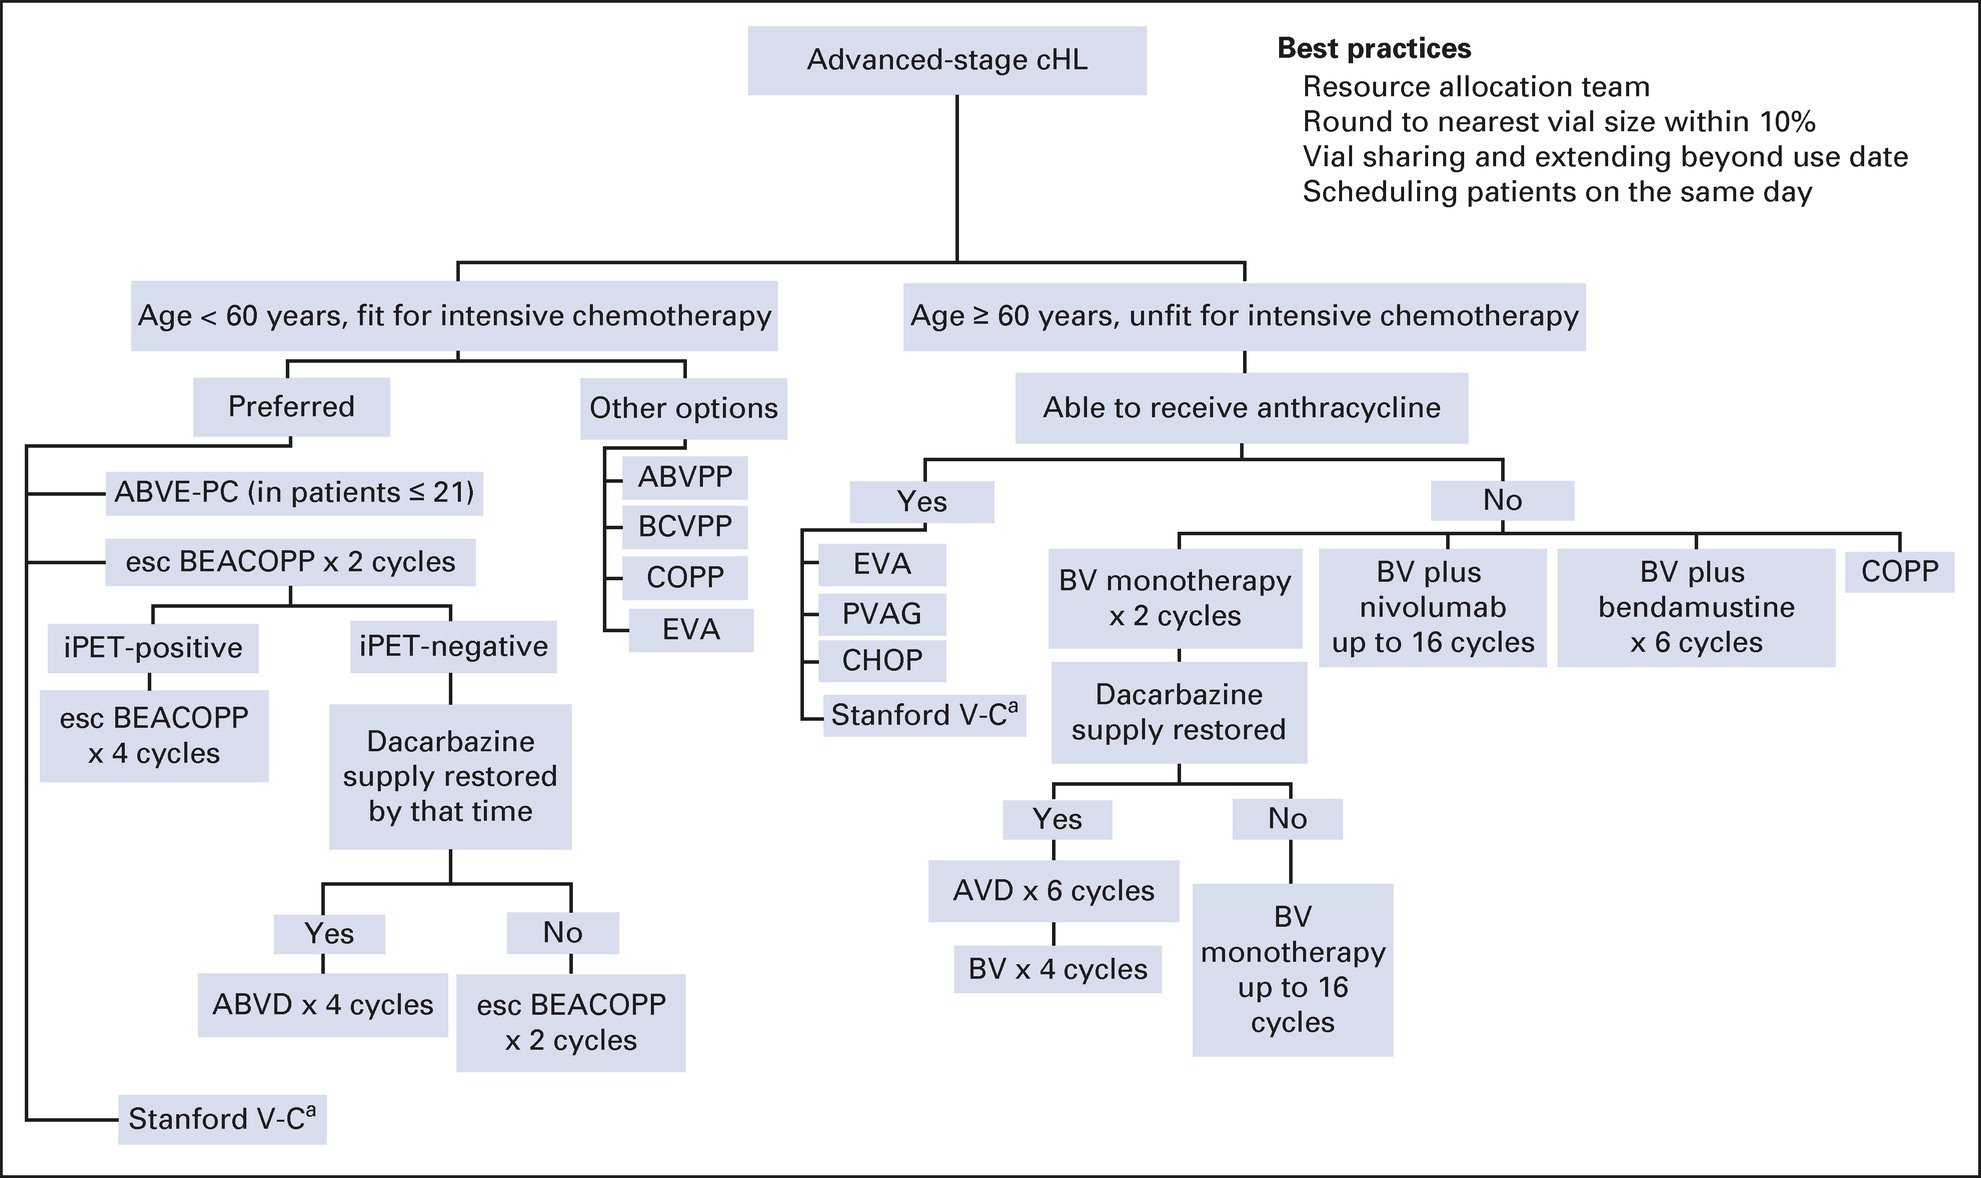 Advanced-stage cHL
Best practices
Resource allocation team
Round to nearest vial size within 10%
Vial sharing and extending beyond use date
Scheduling patients on the same day
Age < 60 years, fit for intensive chemotherapy
Preferred
ABVE-PC (in patients ≤ 21)
esc BEACOPP x 2 cycles
iPET-positive
esc BEACOPP
x 4 cycles
iPET-negative
Dacarbazine
supply restored
by that time
Yes
ABVD x 4 cycles
No
esc BEACOPP
x 2 cycles
Stanford V-Cᵃ
Other options
ABVPP
BCVPP
COPP
EVA
Age ≥ 60 years, unfit for intensive chemotherapy
Able to receive anthracycline
Yes
EVA
PVAG
CHOP
Stanford V-Cᵃ
No
BV monotherapy
x 2 cycles
Dacarbazine
supply restored
Yes
AVD x 6 cycles
BV x 4 cycles
No
BV
monotherapy
up to 16
cycles
BV plus
nivolumab
up to 16 cycles
BV plus
bendamustine
x 6 cycles
COPP